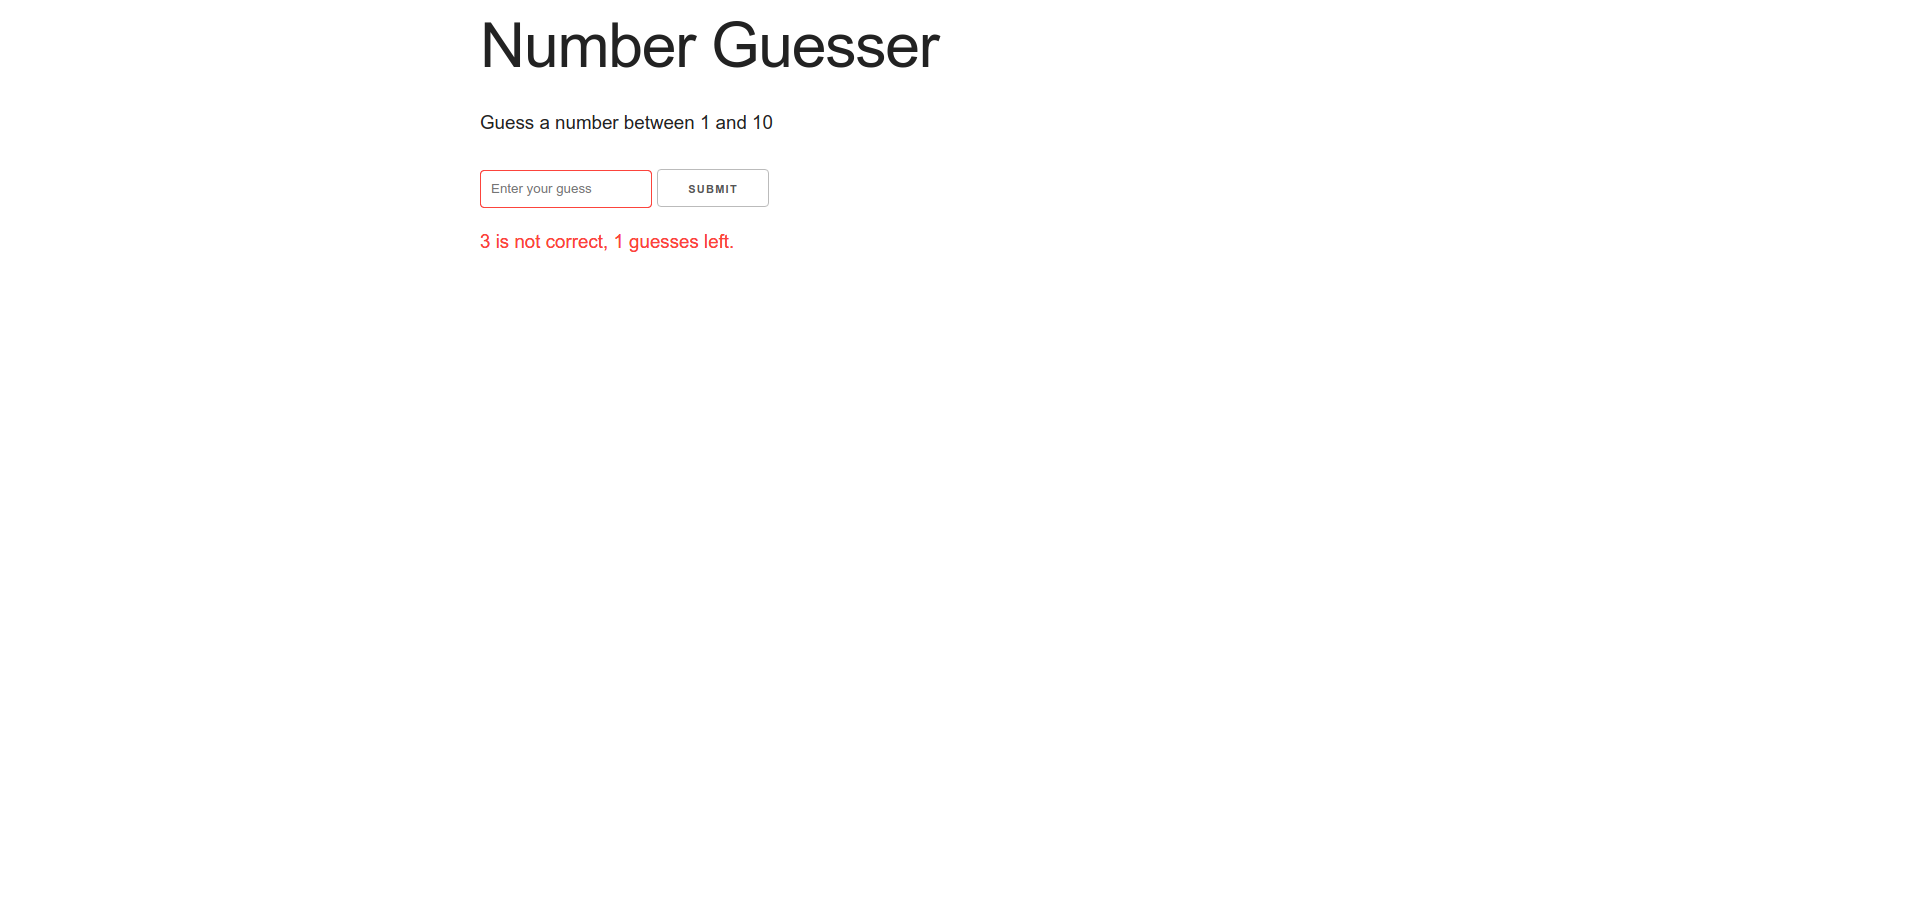 Number Guesser
Guess a number between 1 and 10
Enter your guess SUBMIT
3 is not correct, 1 guesses left.